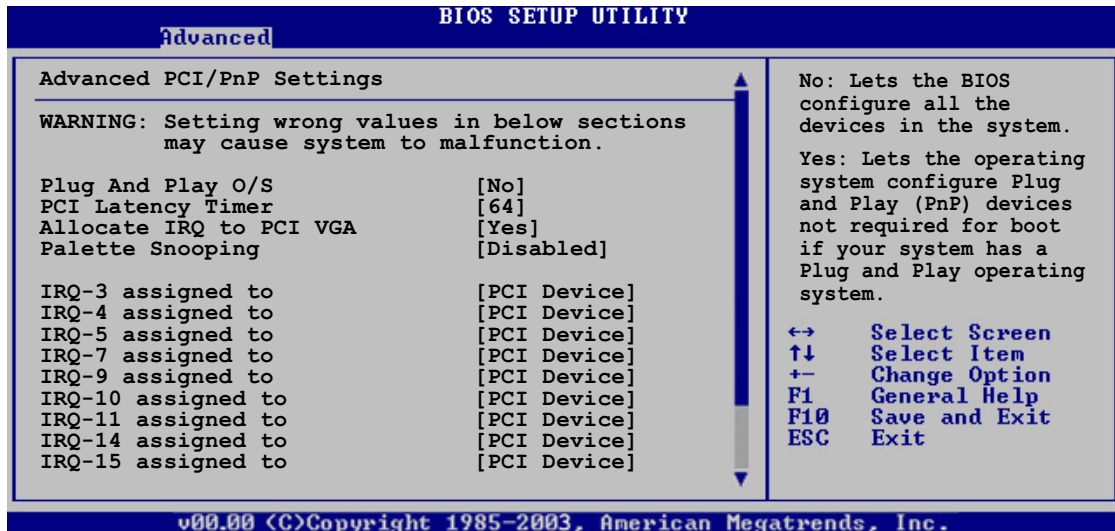 BIOS SETUP UTILITY
Advanced
Advanced PCI/PnP Settings
WARNING: Setting wrong values in below sections
may cause system to malfunction.
Plug And Play O/S [No]
PCI Latency Timer [64]
Allocate IRQ to PCI VGA [Yes]
Palette Snooping [Disabled]
IRQ-3 assigned to [PCI Device]
IRQ-4 assigned to [PCI Device]
IRQ-5 assigned to [PCI Device]
IRQ-7 assigned to [PCI Device]
IRQ-9 assigned to [PCI Device]
IRQ-10 assigned to [PCI Device]
IRQ-11 assigned to [PCI Device]
IRQ-14 assigned to [PCI Device]
IRQ-15 assigned to [PCI Device]
No: Lets the BIOS
configure all the
devices in the system.
Yes: Lets the operating
system configure Plug
and Play (PnP) devices
not required for boot
if your system has a
Plug and Play operating
system.
←→ Select Screen
↑↓ Select Item
+- Change Option
F1 General Help
F10 Save and Exit
ESC Exit
v00.00 (C)Copyright 1985-2003, American Megatrends, Inc.